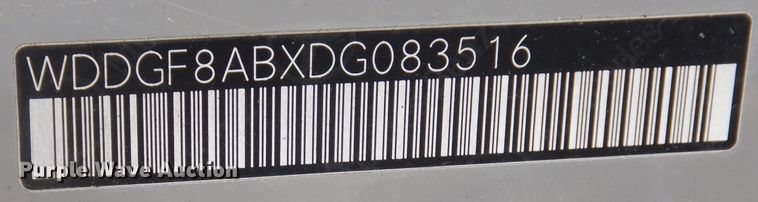 WDDGF8ABXDG083516
Purple Wave Auction